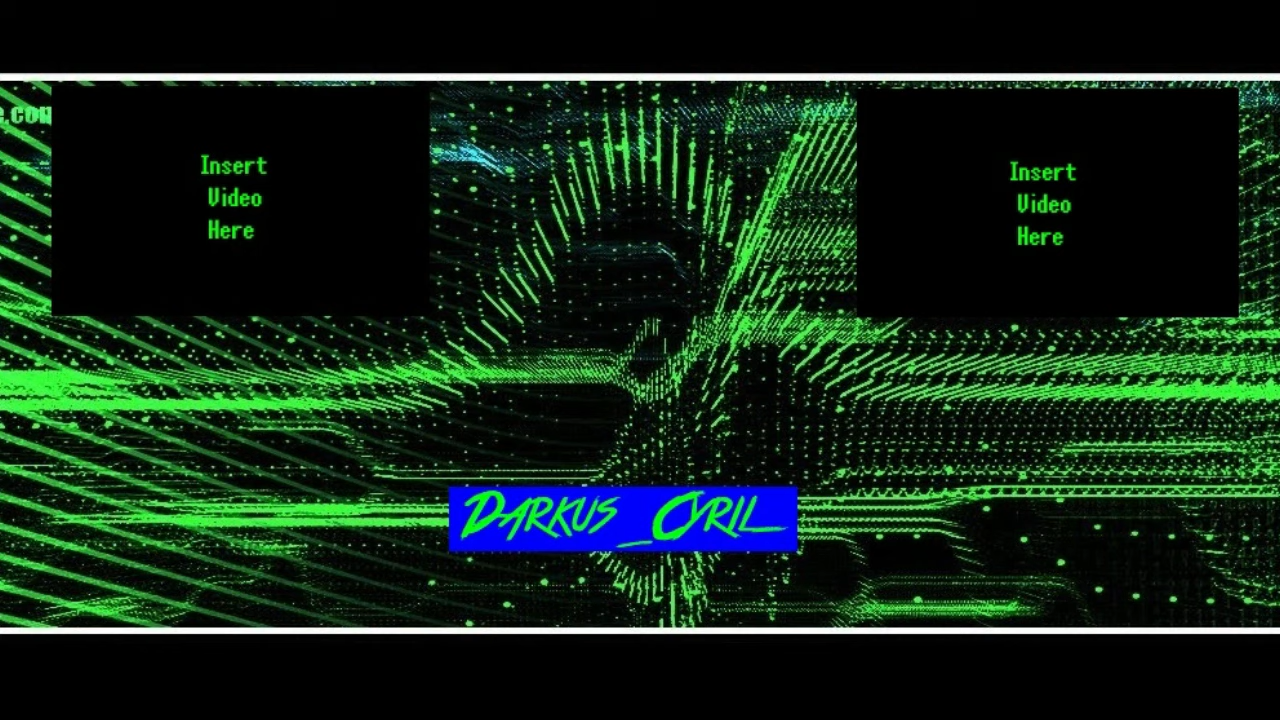 Insert
Video
Here
Insert
Video
Here
Darkus_Cyril